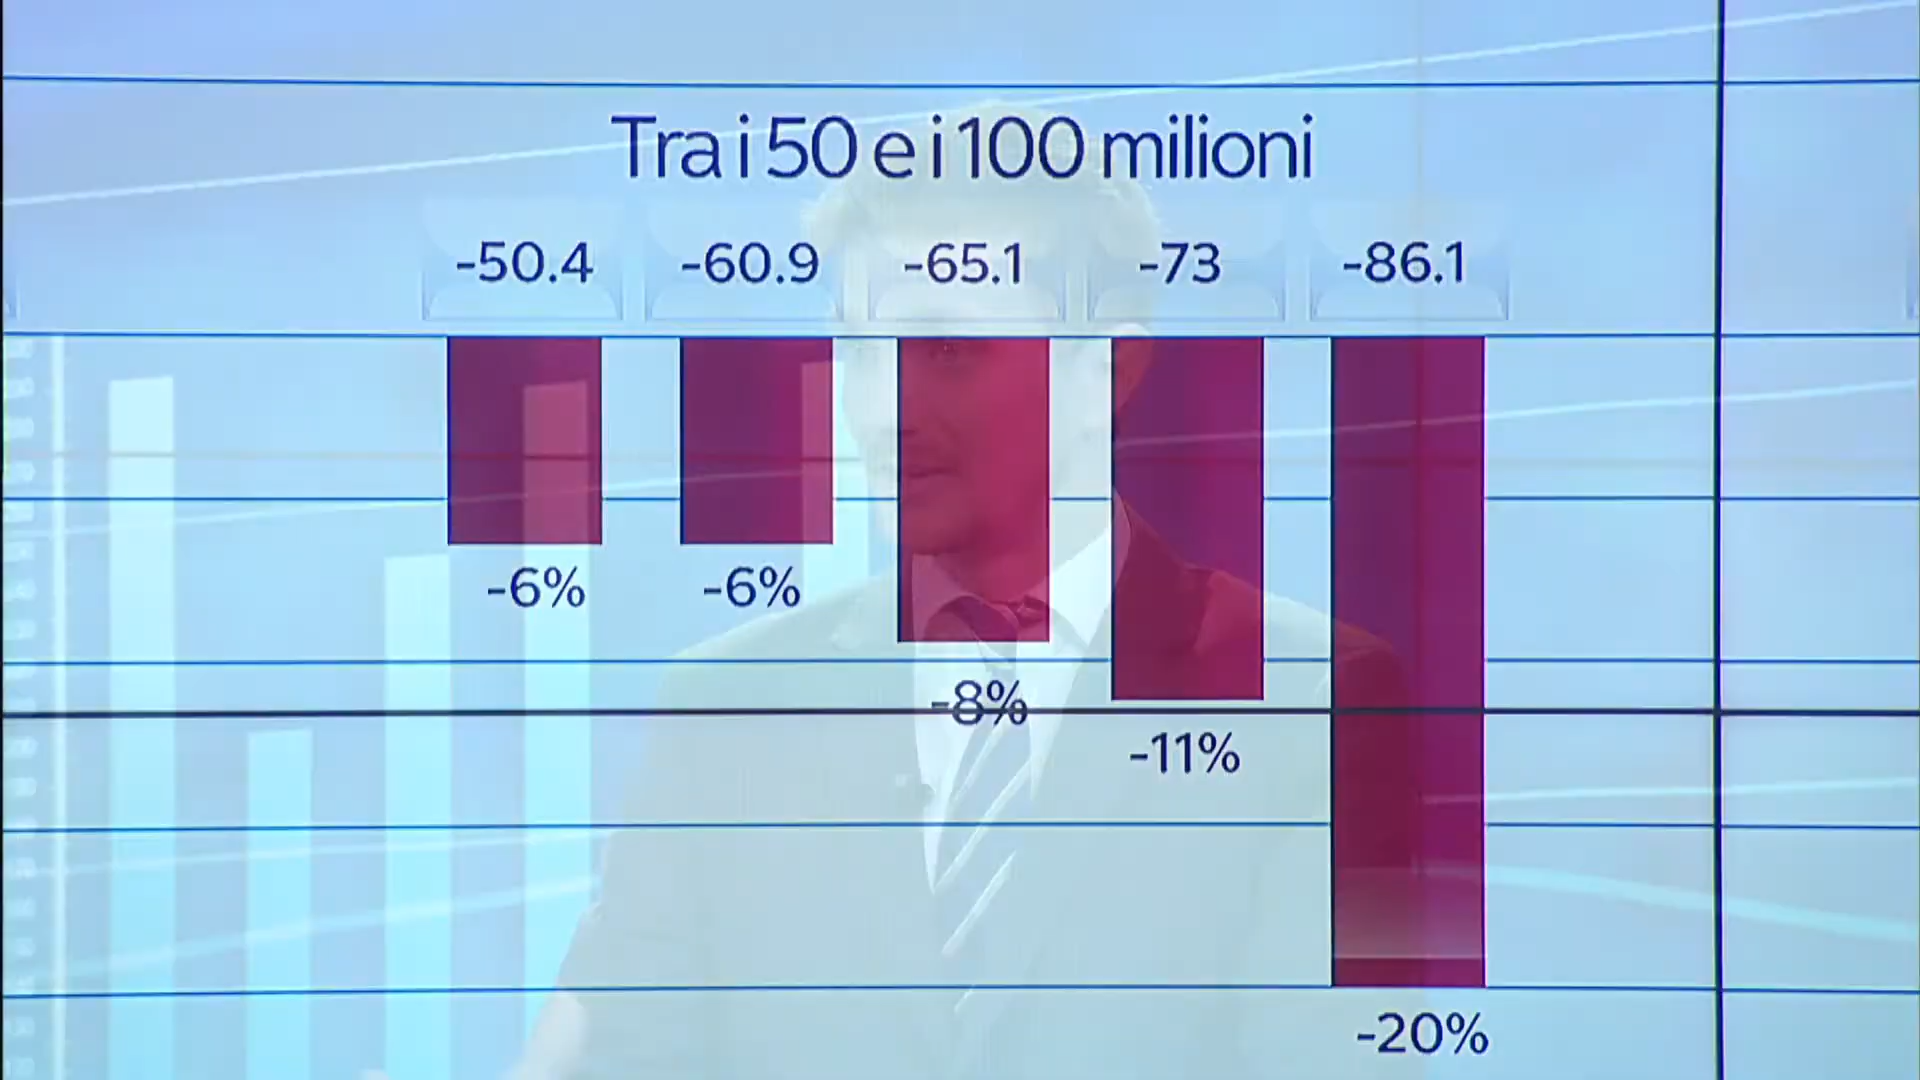 Tra i 50 e i 100 milioni
-50.4 -60.9 -65.1 -73 -86.1
-6% -6%
-8%
-11%
-20%